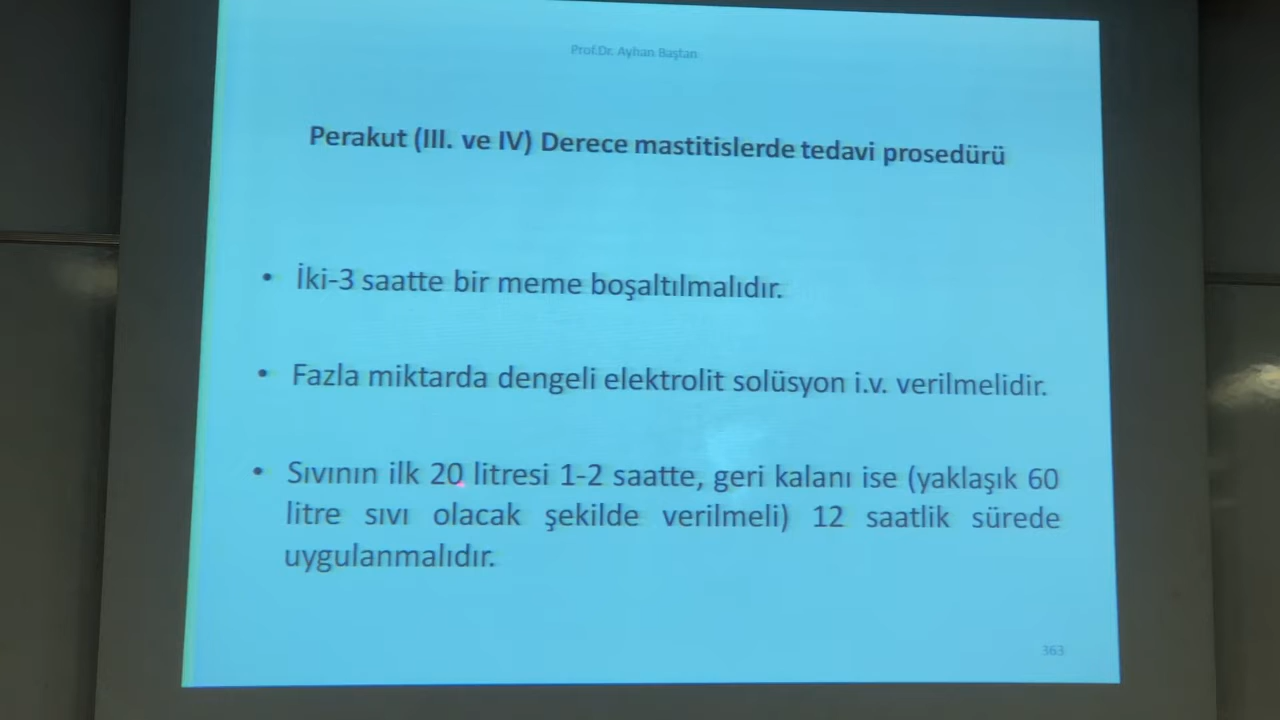 Prof.Dr. Ayhan Baştan
Perakut (III. ve IV) Derece mastitislerde tedavi prosedürü
• İki-3 saatte bir meme boşaltılmalıdır.
• Fazla miktarda dengeli elektrolit solüsyon i.v. verilmelidir.
• Sıvının ilk 20 litresi 1-2 saatte, geri kalanı ise (yaklaşık 60
litre sıvı olacak şekilde verilmeli) 12 saatlik sürede
uygulanmalıdır.
363